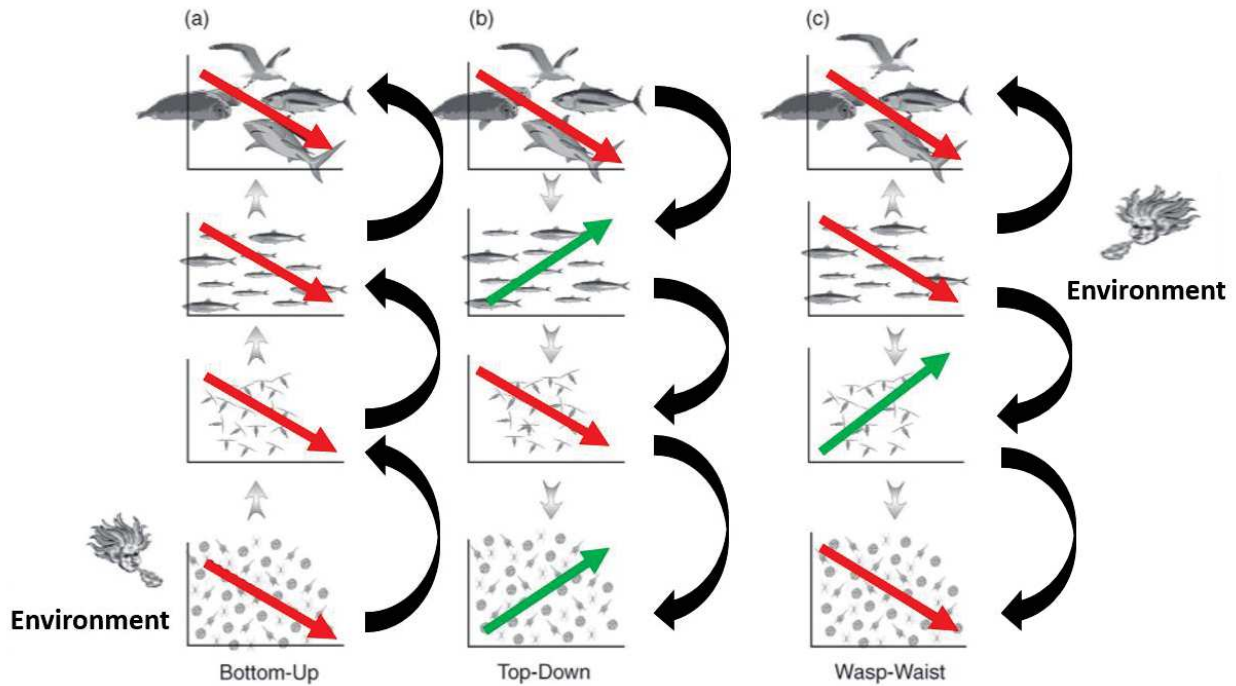 (a)
(b)
(c)
Environment
Environment
Bottom-Up
Top-Down
Wasp-Waist